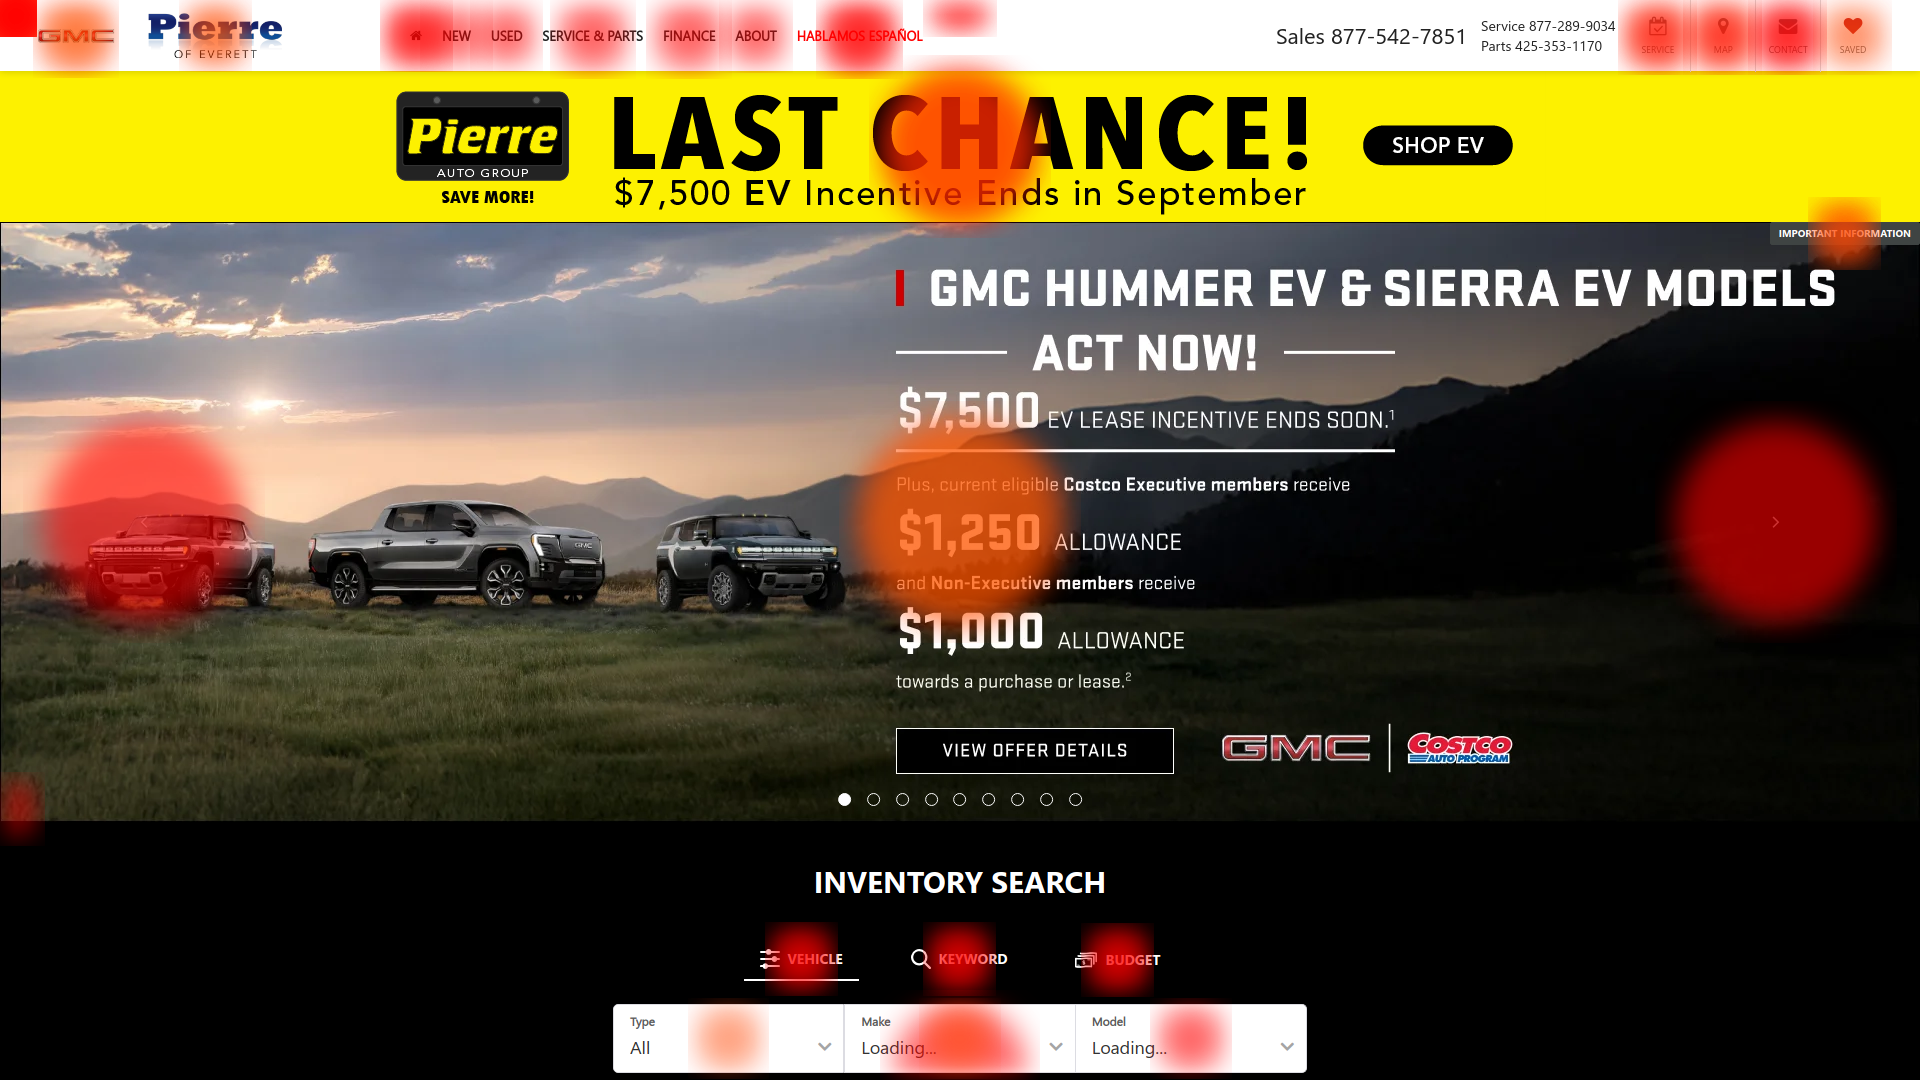 GMC
Pierre
OF EVERETT
NEW
USED
SERVICE & PARTS
FINANCE
ABOUT
HABLAMOS ESPAÑOL
Sales 877-542-7851
Service 877-289-9034
Parts 425-353-1170
SERVICE
MAP
CONTACT
SAVED
Pierre
AUTO GROUP
SAVE MORE!
LAST CHANCE!
$7,500 EV Incentive Ends in September
SHOP EV
IMPORTANT INFORMATION
GMC HUMMER EV & SIERRA EV MODELS
ACT NOW!
$7,500 EV LEASE INCENTIVE ENDS SOON.1
Plus, current eligible Costco Executive members receive
$1,250 ALLOWANCE
and Non-Executive members receive
$1,000 ALLOWANCE
towards a purchase or lease.2
VIEW OFFER DETAILS
GMC
COSTCO
AUTO PROGRAM
INVENTORY SEARCH
VEHICLE
KEYWORD
BUDGET
Type
All
Make
Loading...
Model
Loading...